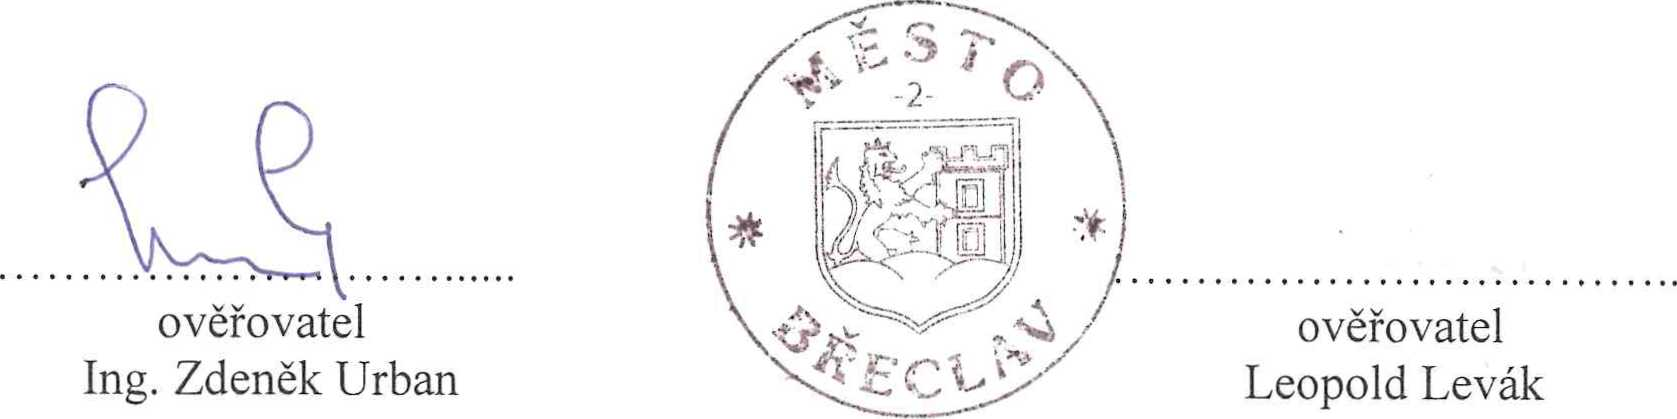 MĚSTO
-2-
BŘECLAV
ověřovatel
Ing. Zdeněk Urban
ověřovatel
Leopold Levák